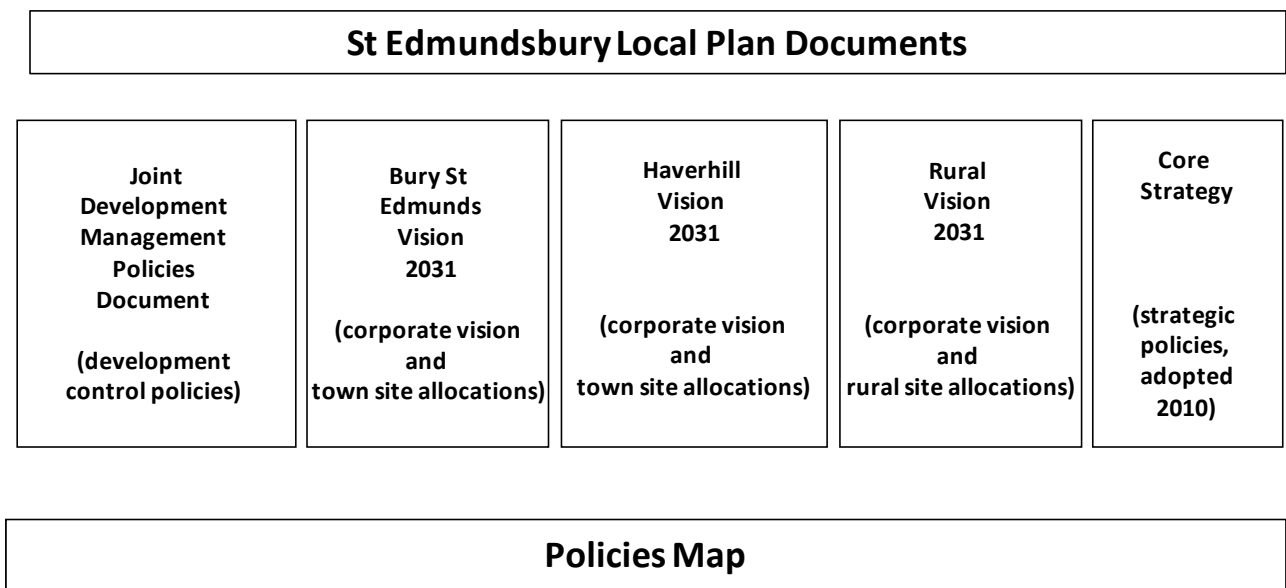 St Edmundsbury Local Plan Documents
Joint
Development
Management
Policies
Document
(development
control policies)
Bury St
Edmunds
Vision
2031
(corporate vision
and
town site allocations)
Haverhill
Vision
2031
(corporate vision
and
town site allocations)
Rural
Vision
2031
(corporate vision
and
rural site allocations)
Core
Strategy
(strategic
policies,
adopted
2010)
Policies Map